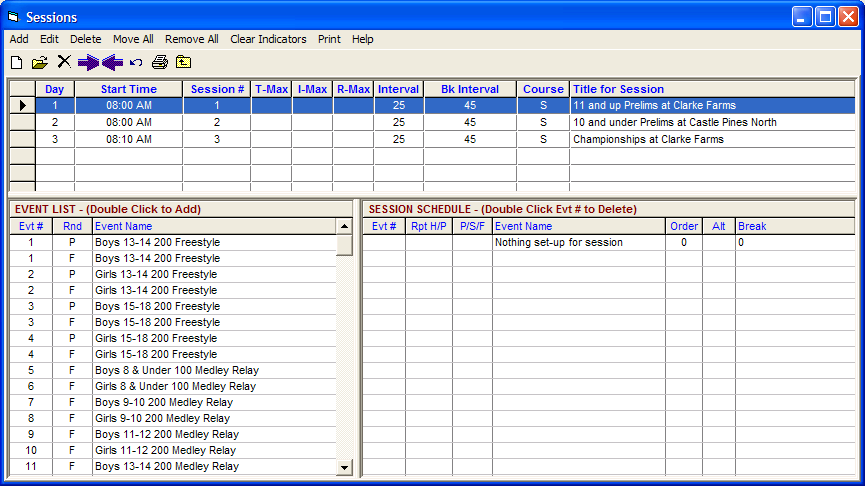 Sessions
Add Edit Delete Move All Remove All Clear Indicators Print Help
Day Start Time Session # T-Max I-Max R-Max Interval Bk Interval Course Title for Session
1 08:00 AM 1 25 45 S 11 and up Prelims at Clarke Farms
2 08:00 AM 2 25 45 S 10 and under Prelims at Castle Pines North
3 08:10 AM 3 25 45 S Championships at Clarke Farms
EVENT LIST - (Double Click to Add)
Evt # Rnd Event Name
1 P Boys 13-14 200 Freestyle
1 F Boys 13-14 200 Freestyle
2 P Girls 13-14 200 Freestyle
2 F Girls 13-14 200 Freestyle
3 P Boys 15-18 200 Freestyle
3 F Boys 15-18 200 Freestyle
4 P Girls 15-18 200 Freestyle
4 F Girls 15-18 200 Freestyle
5 F Boys 8 & Under 100 Medley Relay
6 F Girls 8 & Under 100 Medley Relay
7 F Boys 9-10 200 Medley Relay
8 F Girls 9-10 200 Medley Relay
9 F Boys 11-12 200 Medley Relay
10 F Girls 11-12 200 Medley Relay
11 F Boys 13-14 200 Medley Relay
SESSION SCHEDULE - (Double Click Evt # to Delete)
Evt # Rpt H/P P/S/F Event Name Order Alt Break
Nothing set-up for session 0 0